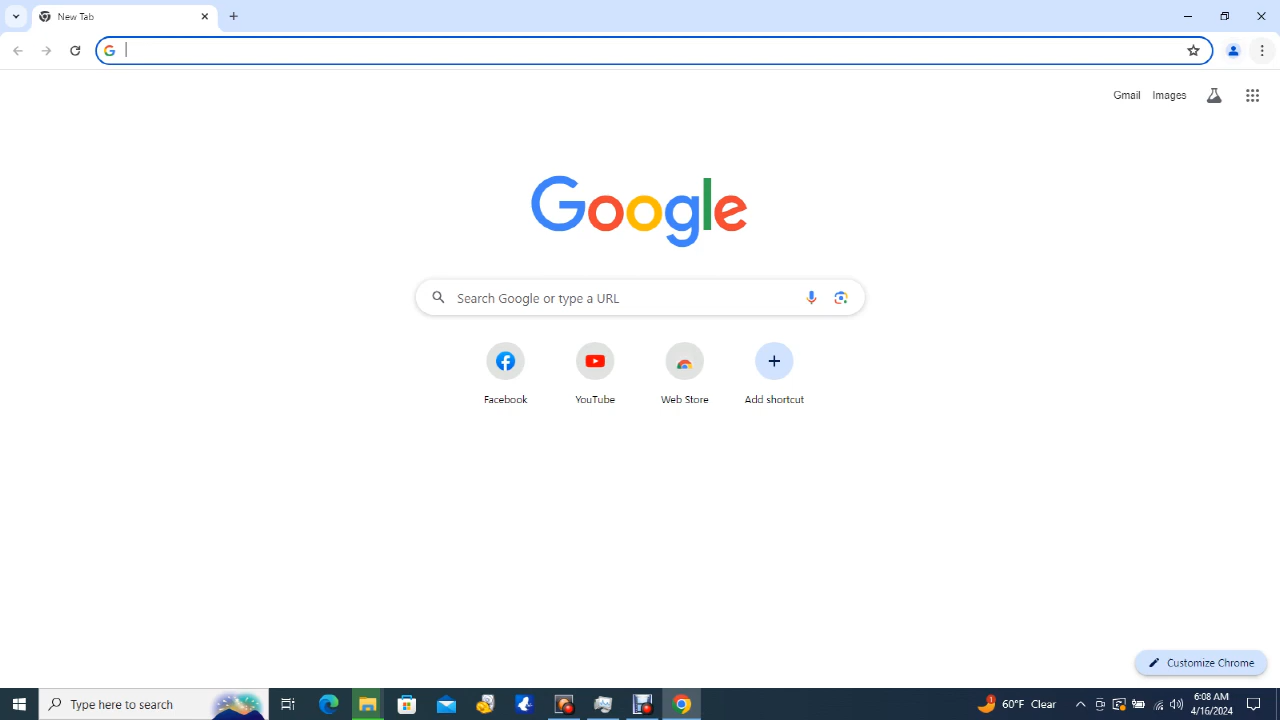 New Tab
Gmail Images
Google
Search Google or type a URL
Facebook YouTube Web Store Add shortcut
Customize Chrome
Type here to search
60°F Clear
6:08 AM
4/16/2024